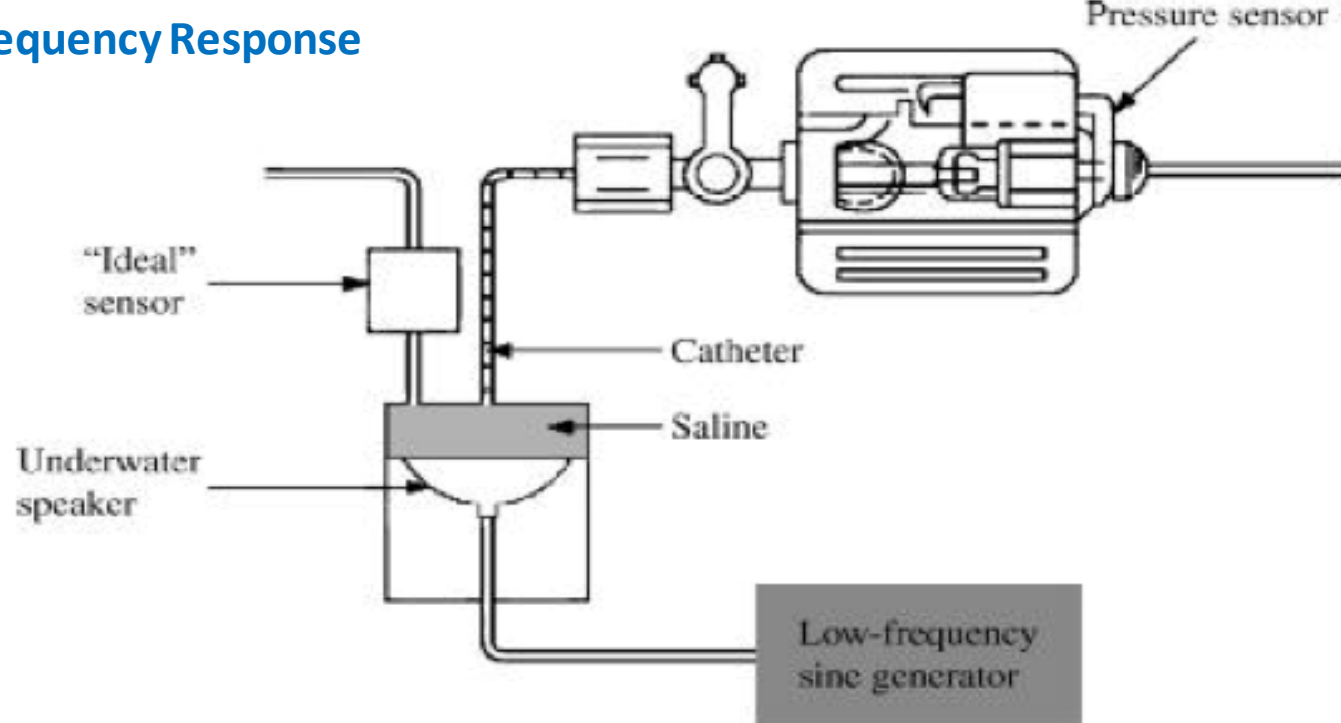 equency Response
Pressure sensor
“Ideal”
sensor
Catheter
Saline
Underwater
speaker
Low-frequency
sine generator